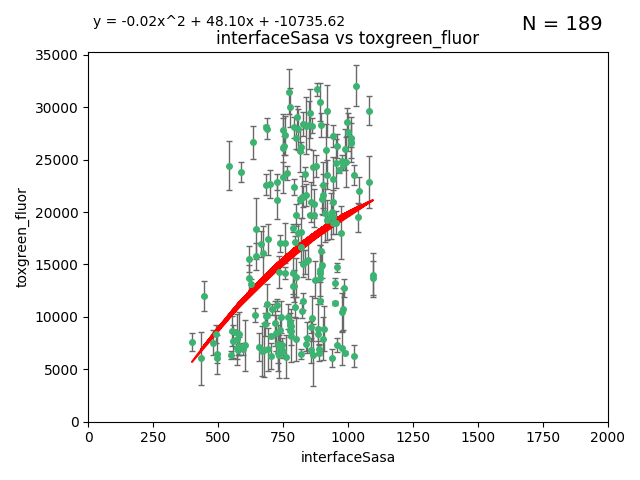 y = -0.02x^2 + 48.10x + -10735.62
N = 189
interfaceSasa vs toxgreen_fluor
35000
30000
25000
20000
15000
10000
5000
0
toxgreen_fluor
0 250 500 750 1000 1250 1500 1750 2000
interfaceSasa